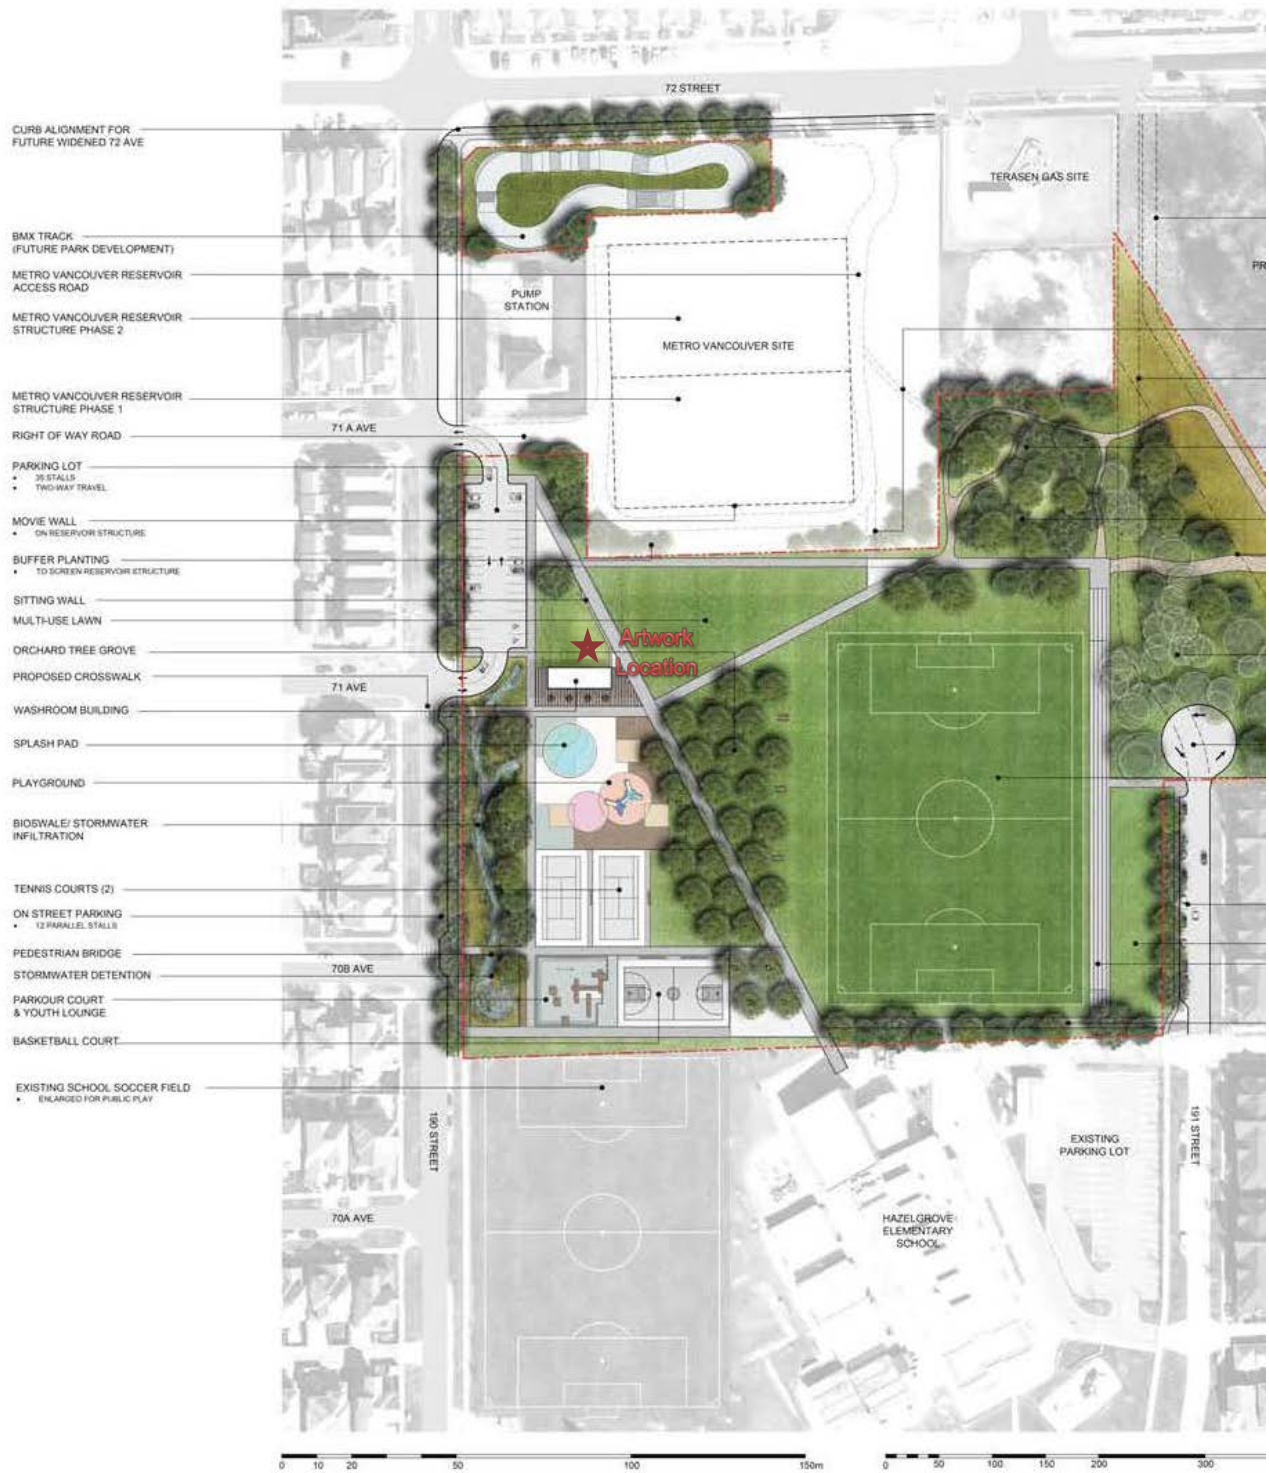 72 STREET
CURB ALIGNMENT FOR
FUTURE WIDENED 72 AVE
TERASEN GAS SITE
BMX TRACK
(FUTURE PARK DEVELOPMENT)
PR
METRO VANCOUVER RESERVOIR
ACCESS ROAD
PUMP
STATION
METRO VANCOUVER RESERVOIR
STRUCTURE PHASE 2
METRO VANCOUVER SITE
METRO VANCOUVER RESERVOIR
STRUCTURE PHASE 1
71 A AVE
RIGHT OF WAY ROAD
PARKING LOT
• 35 STALLS
• TWO-WAY TRAVEL
MOVIE WALL
• ON RESERVOIR STRUCTURE
BUFFER PLANTING
• TO SCREEN RESERVOIR STRUCTURE
SITTING WALL
MULTI-USE LAWN
Artwork
Location
ORCHARD TREE GROVE
PROPOSED CROSSWALK
71 AVE
WASHROOM BUILDING
SPLASH PAD
PLAYGROUND
BIOSWALE/ STORMWATER
INFILTRATION
TENNIS COURTS (2)
ON STREET PARKING
• 12 PARALLEL STALLS
PEDESTRIAN BRIDGE
70B AVE
STORMWATER DETENTION
PARKOUR COURT
& YOUTH LOUNGE
BASKETBALL COURT
EXISTING SCHOOL SOCCER FIELD
• ENLARGED FOR PUBLIC PLAY
190 STREET
191 STREET
EXISTING
PARKING LOT
70A AVE
HAZELGROVE
ELEMENTARY
SCHOOL
0 10 20 50 100 150m
0 50 100 150 200 300